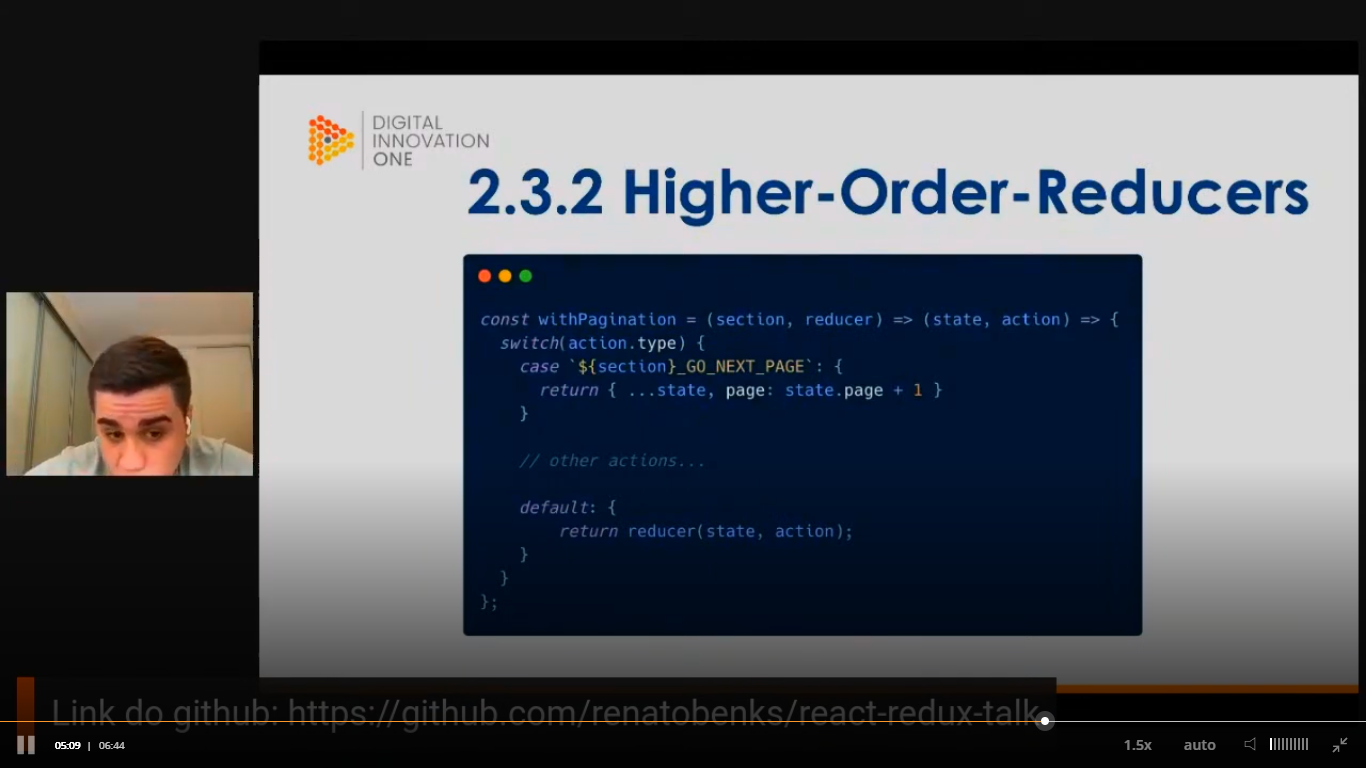 DIGITAL
INNOVATION
ONE
2.3.2 Higher-Order-Reducers
const withPagination = (section, reducer) => (state, action) => {
  switch(action.type) {
    case `${section}_GO_NEXT_PAGE`: {
      return { ...state, page: state.page + 1 }
    }
    // other actions...
    default: {
        return reducer(state, action);
    }
  }
};
Link do github: https://github.com/renatobenks/react-redux-talk
05:09 | 06:44
1.5x
auto